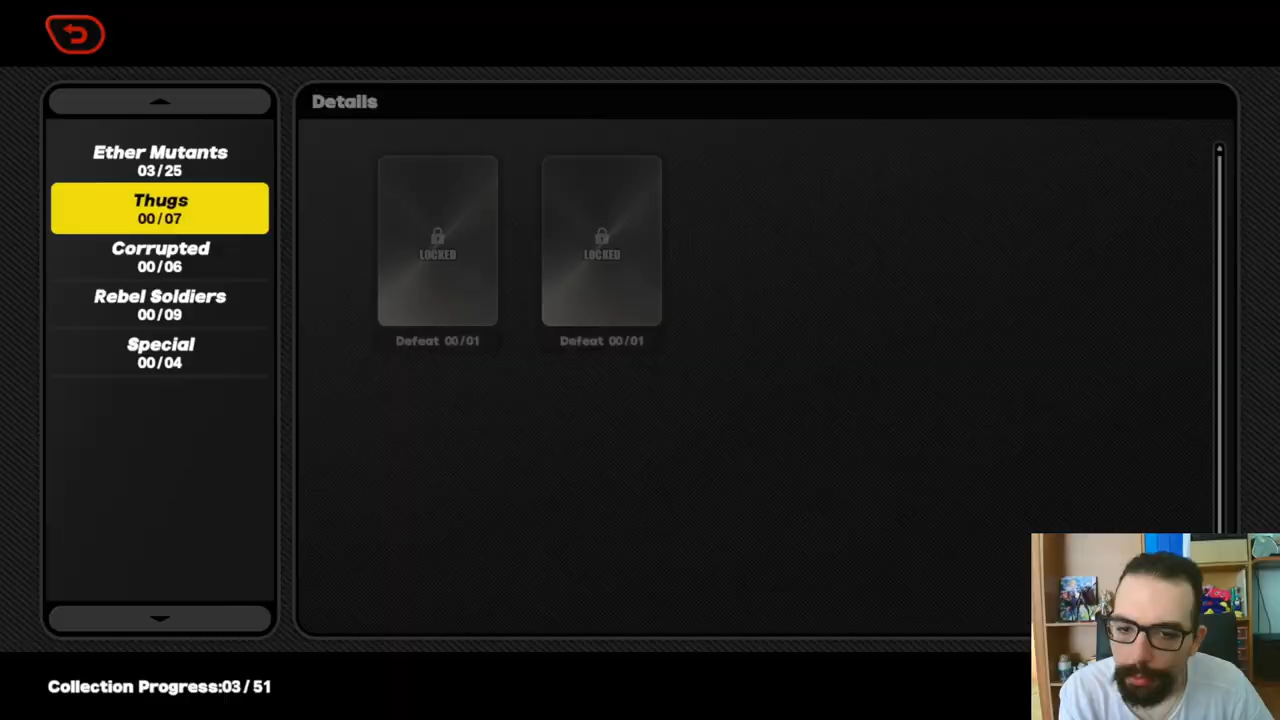 Details
Ether Mutants
03/25
Thugs
00/07
Corrupted
00/06
Rebel Soldiers
00/09
Special
00/04
LOCKED
LOCKED
Defeat 00/01
Defeat 00/01
Collection Progress:03/51